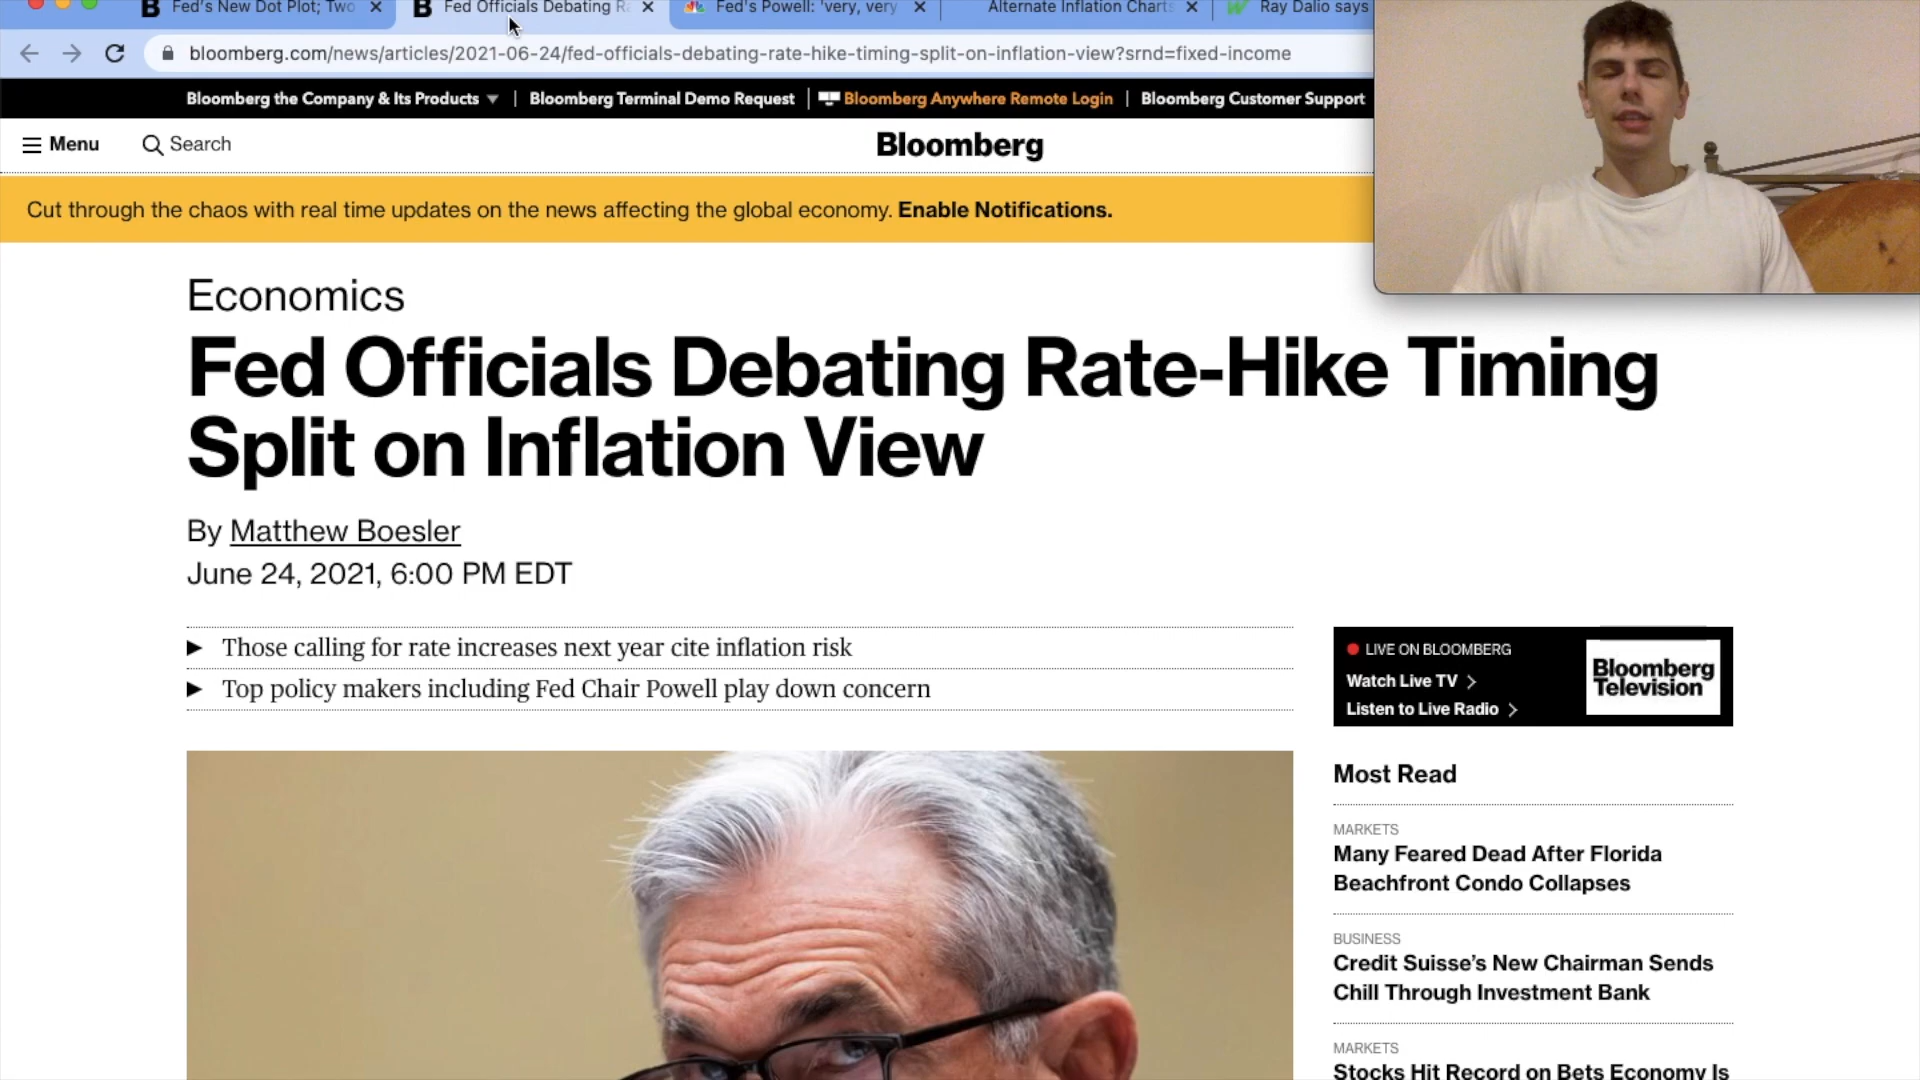 Fed's New Dot Plot; Two
Fed Officials Debating Ra
Fed's Powell: 'very, very
Alternate Inflation Charts
Ray Dalio says
bloomberg.com/news/articles/2021-06-24/fed-officials-debating-rate-hike-timing-split-on-inflation-view?srnd=fixed-income
Bloomberg the Company & Its Products ▼ | Bloomberg Terminal Demo Request | Bloomberg Anywhere Remote Login | Bloomberg Customer Support
Menu
Search
Bloomberg
Cut through the chaos with real time updates on the news affecting the global economy. Enable Notifications.
Economics
Fed Officials Debating Rate-Hike Timing
Split on Inflation View
By Matthew Boesler
June 24, 2021, 6:00 PM EDT
Those calling for rate increases next year cite inflation risk
Top policy makers including Fed Chair Powell play down concern
LIVE ON BLOOMBERG
Watch Live TV
Listen to Live Radio
Bloomberg
Television
Most Read
MARKETS
Many Feared Dead After Florida
Beachfront Condo Collapses
BUSINESS
Credit Suisse's New Chairman Sends
Chill Through Investment Bank
MARKETS
Stocks Hit Record on Bets Economy Is